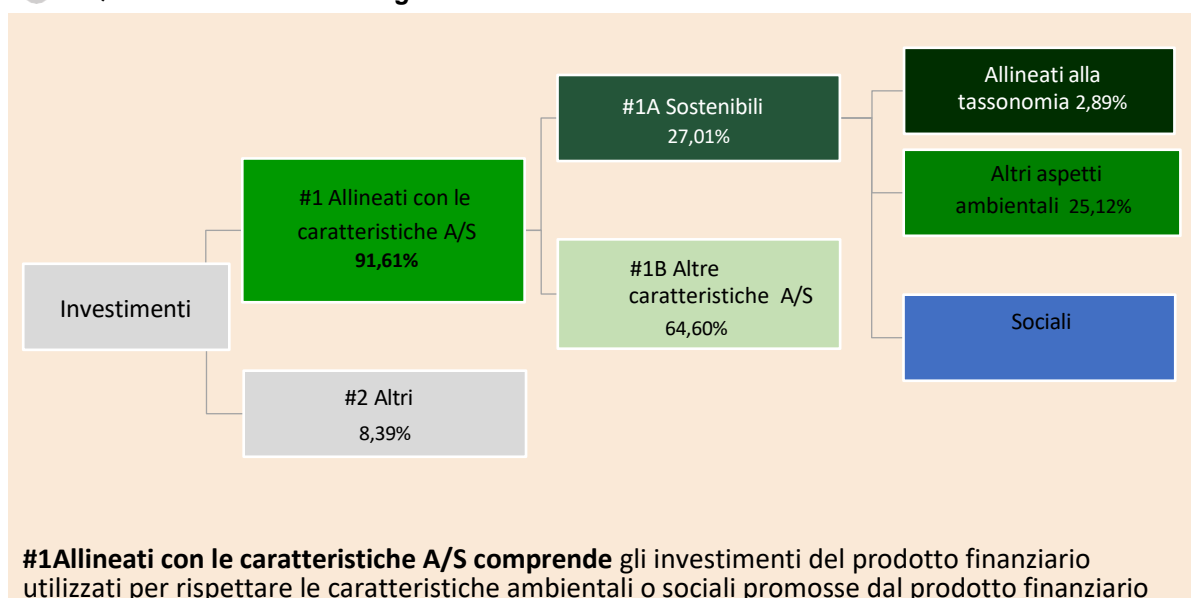 Allineati alla
tassonomia 2,89%
#1A Sostenibili
27,01%
Altri aspetti
ambientali 25,12%
#1 Allineati con le
caratteristiche A/S
91,61%
#1B Altre
caratteristiche A/S
64,60%
Investimenti
Sociali
#2 Altri
8,39%
#1Allineati con le caratteristiche A/S comprende gli investimenti del prodotto finanziario
utilizzati per rispettare le caratteristiche ambientali o sociali promosse dal prodotto finanziario